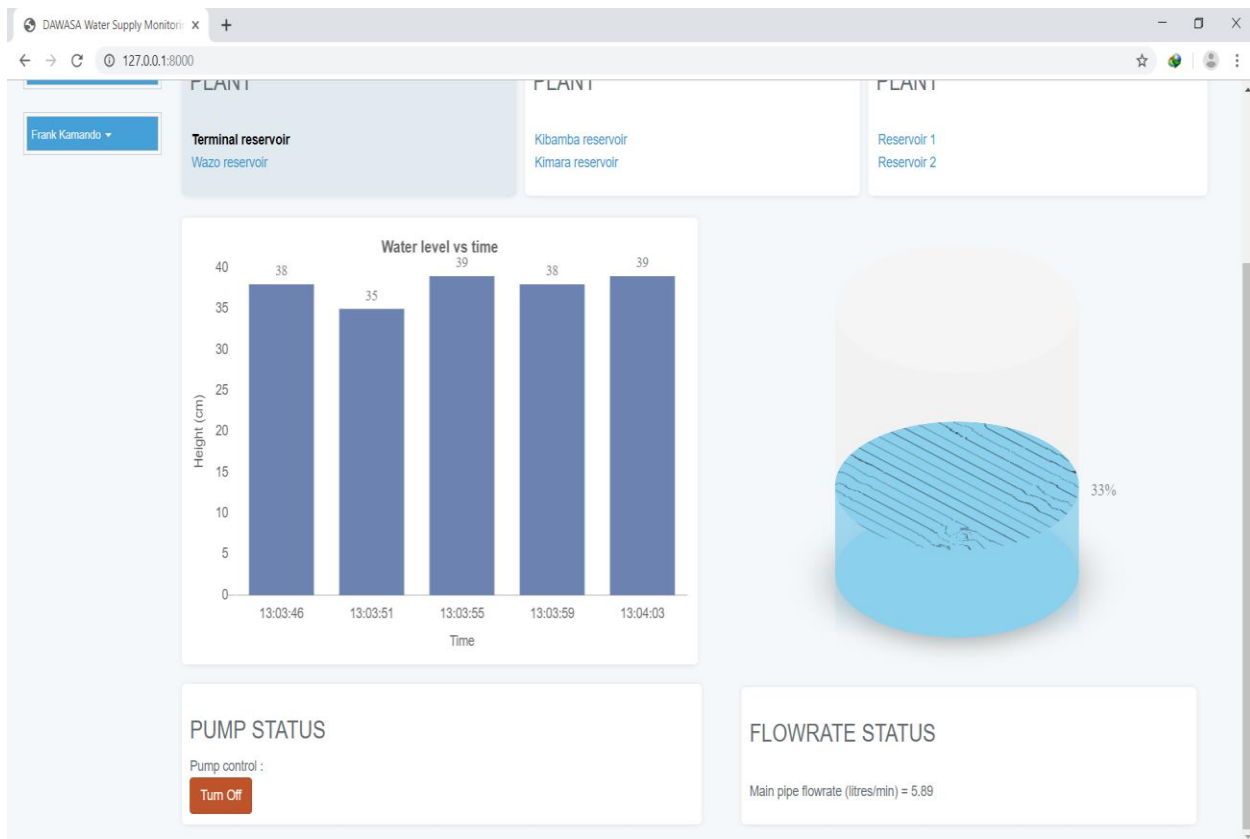 DAWASA Water Supply Monitorin
127.0.0.1:8000
PLANT
PLANT
PLANT
Frank Kamando
Terminal reservoir
Wazo reservoir
Kibamba reservoir
Kimara reservoir
Reservoir 1
Reservoir 2
Water level vs time
40
35
30
25
20
15
10
5
0
Height (cm)
38
35
39
38
39
13:03:46
13:03:51
13:03:55
13:03:59
13:04:03
Time
33%
PUMP STATUS
Pump control :
Turn Off
FLOWRATE STATUS
Main pipe flowrate (litres/min) = 5.89